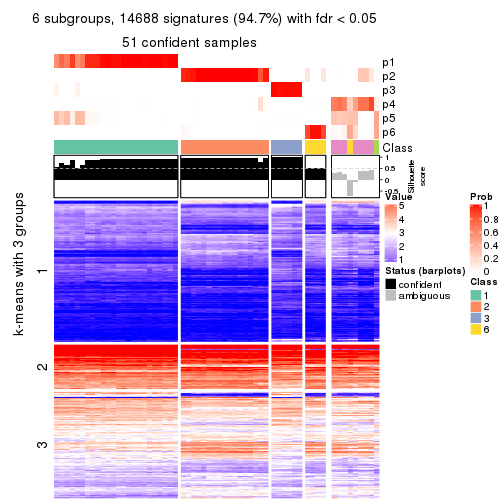 6 subgroups, 14688 signatures (94.7%) with fdr < 0.05
51 confident samples
p1
p2
p3
p4
p5
p6
Class
1
0.5
0
-0.5
Silhouette
score
k-means with 3 groups
1
2
3
Value
5
4
3
2
1
Status (barplots)
confident
ambiguous
Prob
1
0.8
0.6
0.4
0.2
0
Class
1
2
3
6